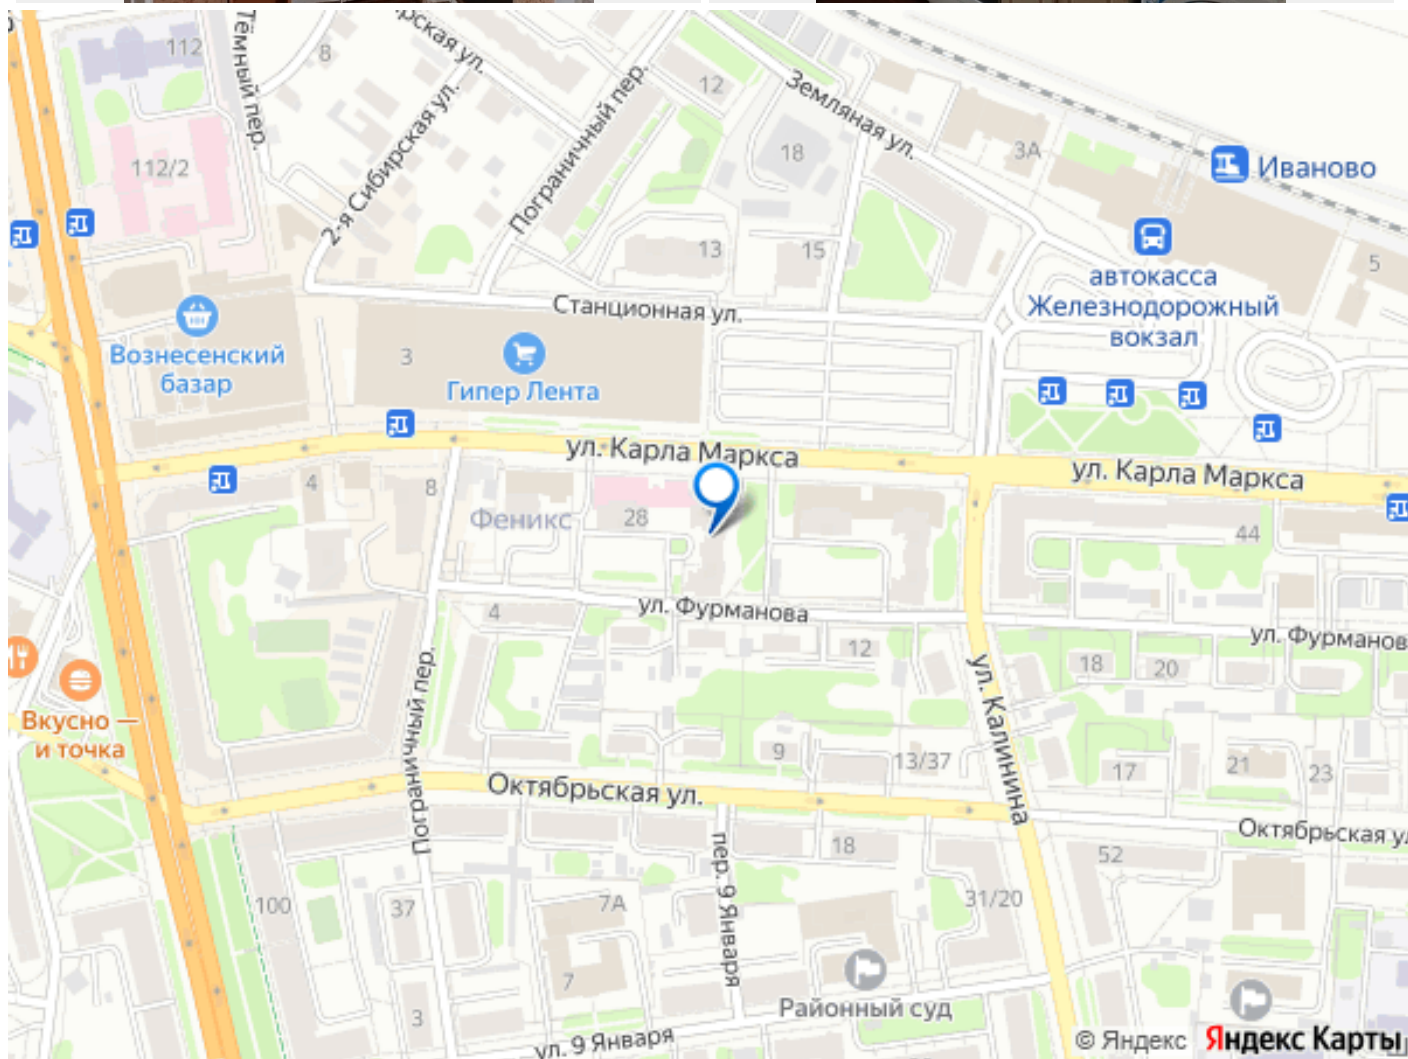 112
Тёмный пер.
8
112/2
2-я Сибирская ул.
Пограничный пер.
12
Земляная ул.
18
3А
Иваново
13
15
автокасса
Железнодорожный
вокзал
5
Станционная ул.
Вознесенский
базар
3
Гипер Лента
ул. Карла Маркса
ул. Карла Маркса
4
8
Феникс
28
44
4
ул. Фурманова
12
ул. Фурманов
18
20
ул. Калинина
Пограничный пер.
Вкусно —
и точка
9
13/37
17
21
23
Октябрьская ул.
Октябрьская ул
18
52
пер. 9 Января
100
37
7А
31/20
7
3
Районный суд
ул. 9 Января
© Яндекс Яндекс Карты